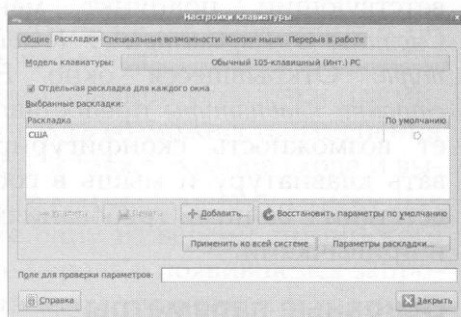 Настройки клавиатуры
Общие Раскладки Специальные возможности Кнопки мыши Перерыв в работе
Модель клавиатуры: Обычный 105-клавишный (Инт.) PC
Отдельная раскладка для каждого окна
Выбранные раскладки:
Раскладка По умолчанию
США
Удалить Печать Добавить... Восстановить параметры по умолчанию
Применить ко всей системе Параметры раскладки...
Поле для проверки параметров:
Справка Закрыть